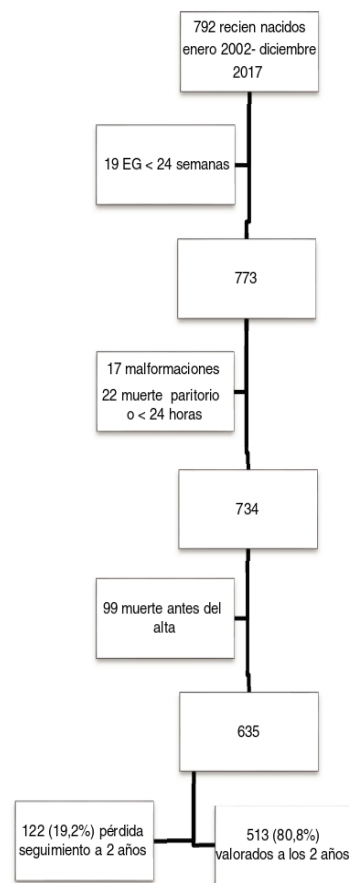 792 recien nacidos
enero 2002- diciembre
2017
19 EG < 24 semanas
773
17 malformaciones
22 muerte paritorio
o < 24 horas
734
99 muerte antes del
alta
635
122 (19,2%) pérdida
seguimiento a 2 años
513 (80,8%)
valorados a los 2 años